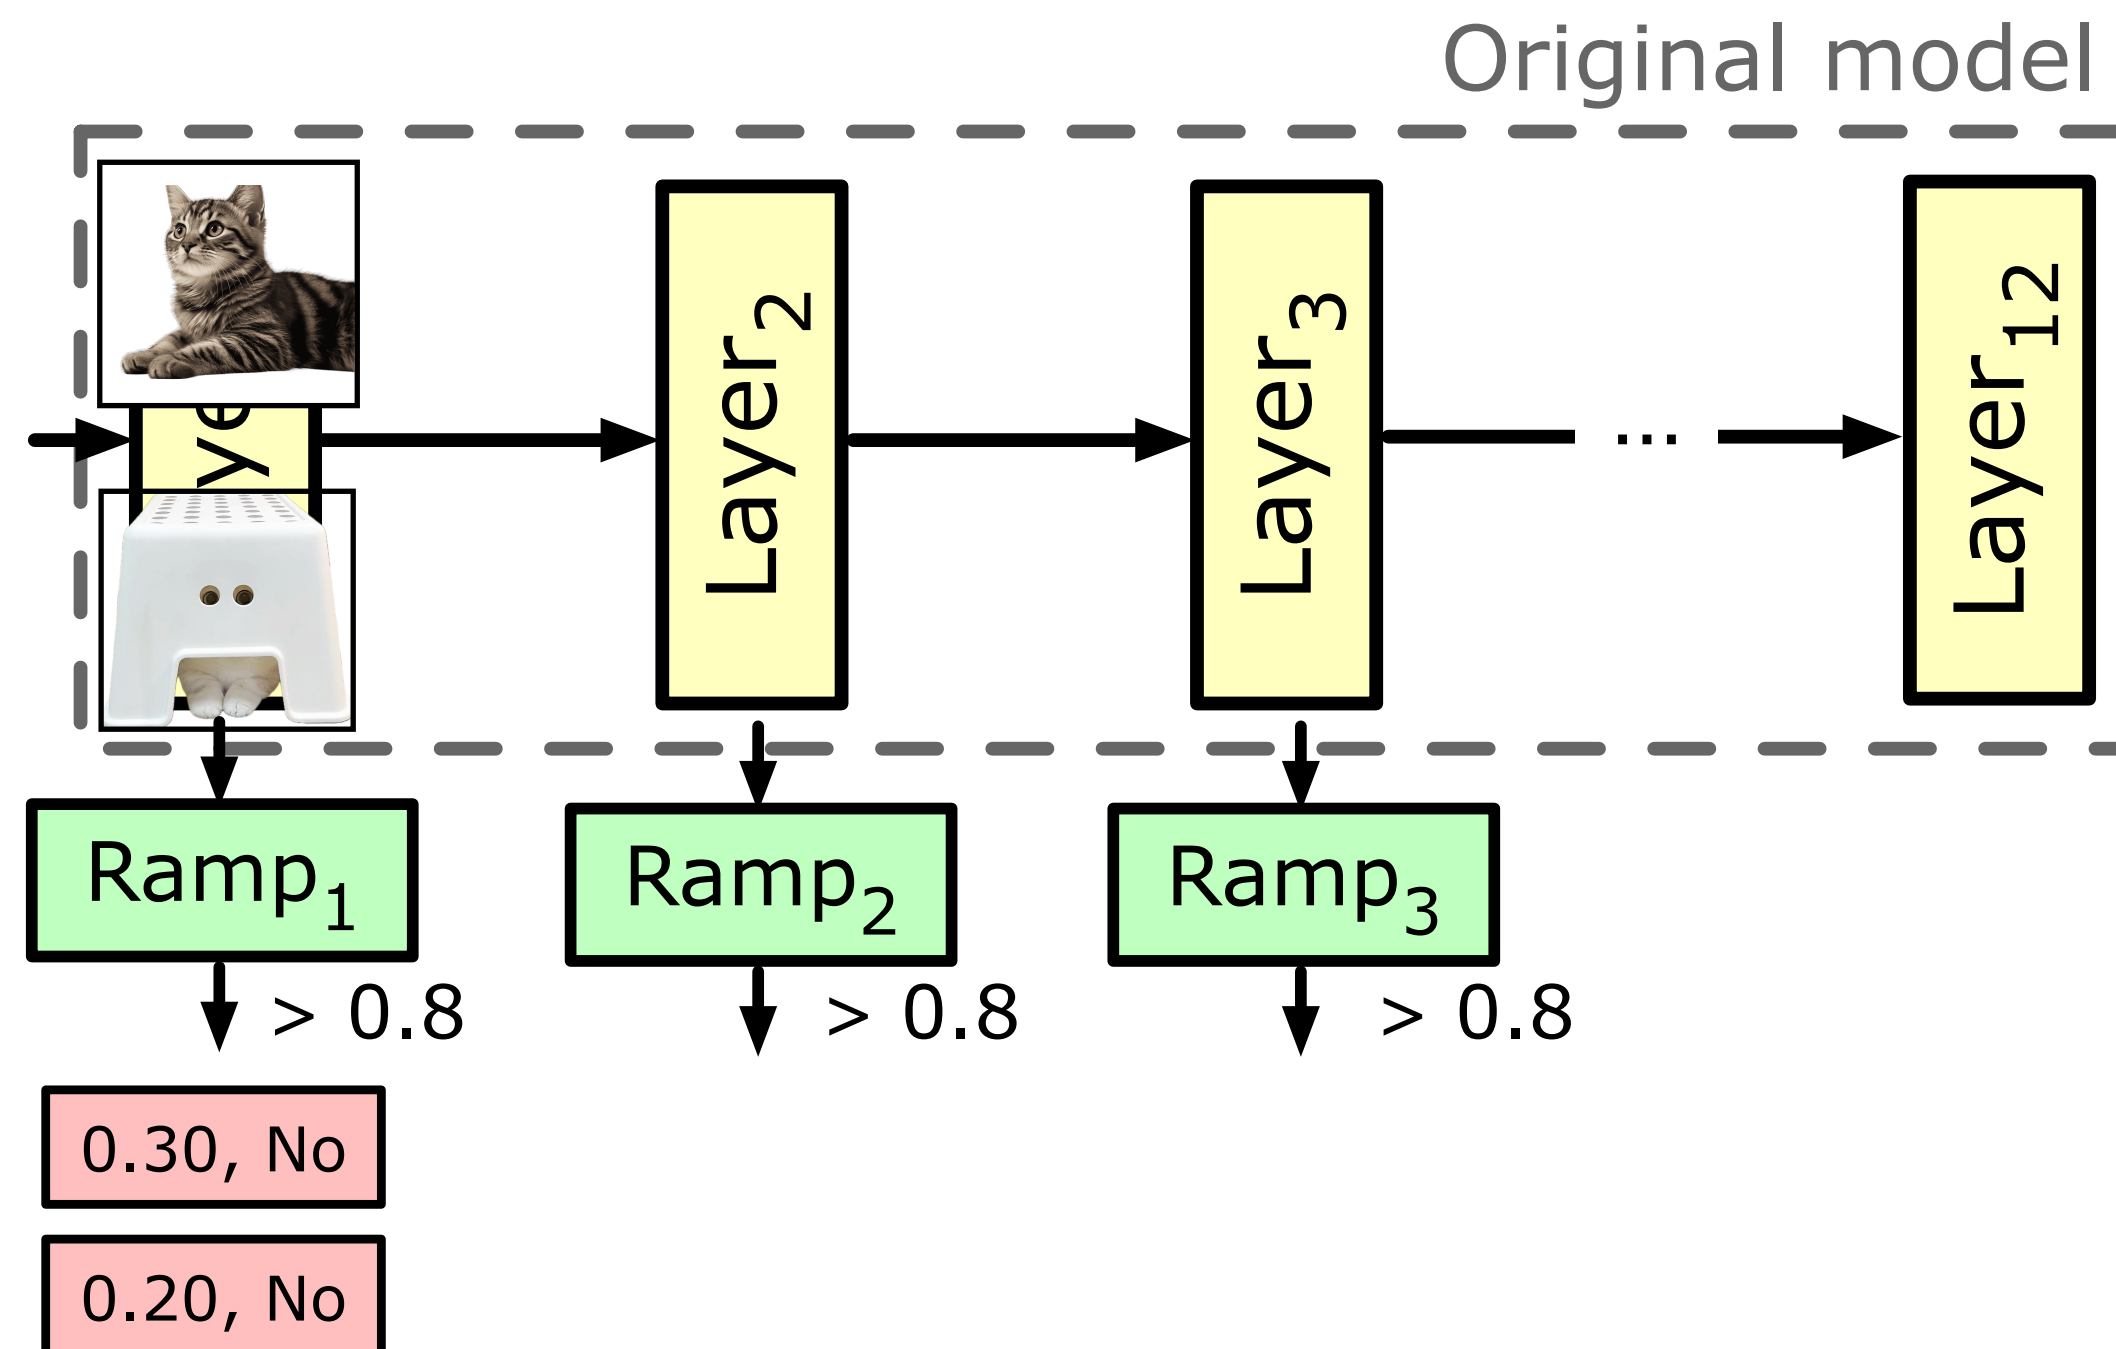 Original model
Layer2
Layer3
...
Layer12
Ramp1
Ramp2
Ramp3
> 0.8
> 0.8
> 0.8
0.30, No
0.20, No